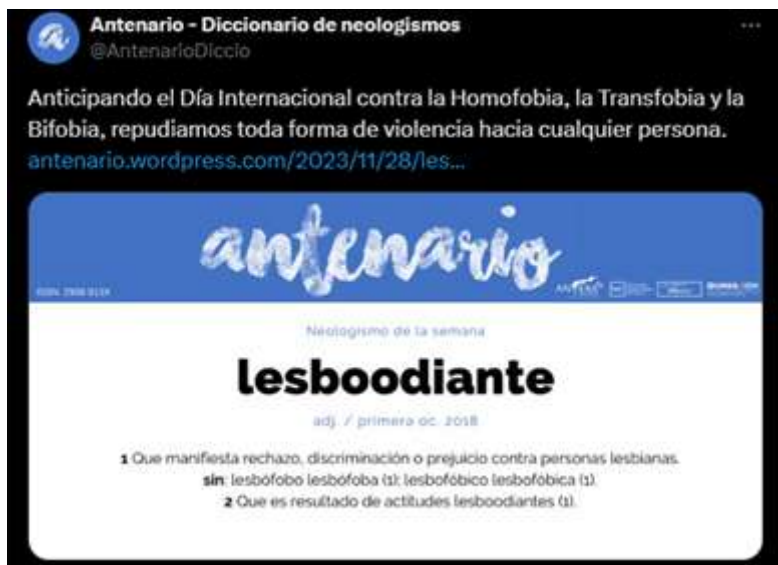 Antenario - Diccionario de neologismos
@AntenarioDiccio
Anticipando el Día Internacional contra la Homofobia, la Transfobia y la
Bifobia, repudiamos toda forma de violencia hacia cualquier persona.
antenario.wordpress.com/2023/11/28/les...
antenario
Neologismo de la semana
lesboodiante
adj. / primera oc. 2018
1 Que manifiesta rechazo, discriminación o prejuicio contra personas lesbianas.
sin: lesbófobo lesbófoba (1); lesbofóbico lesbofóbica (1).
2 Que es resultado de actitudes lesboodiantes (1).